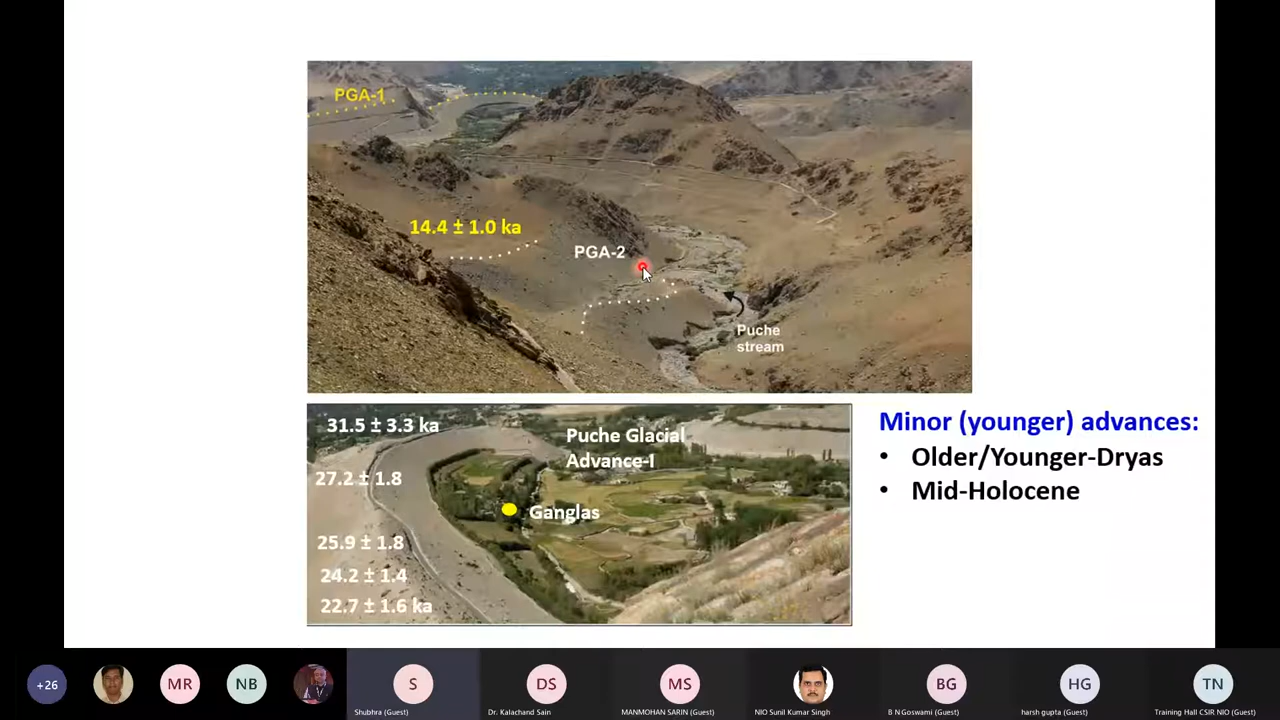 PGA-1
14.4 ± 1.0 ka
PGA-2
Puche
stream
31.5 ± 3.3 ka
Puche Glacial
Advance-I
27.2 ± 1.8
Ganglas
25.9 ± 1.8
24.2 ± 1.4
22.7 ± 1.6 ka
Minor (younger) advances:
• Older/Younger-Dryas
• Mid-Holocene
+26
MR
NB
S
DS
MS
BG
HG
TN
Shubhra (Guest)
Dr. Kalachand Sain
MANMOHAN SARIN (Guest)
NIO Sunil Kumar Singh
B N Goswami (Guest)
harsh gupta (Guest)
Training Hall CSIR NIO (Guest)